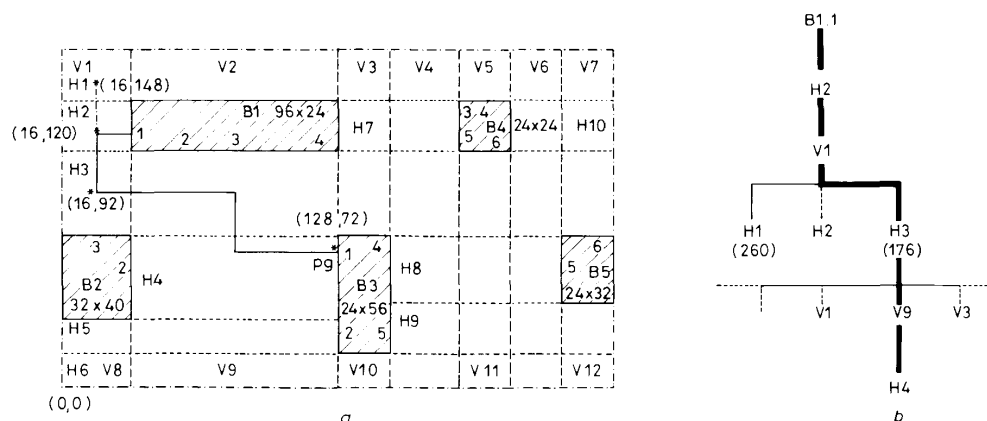 V1 V2 V3 V4 V5 V6 V7
H1 *(16,148)
H2 B1 96x24 H7 3 4 B4 24x24 H10
(16,120) * 1 2 3 4 5 6
H3
*
(16,92)
(128,72)
*
3 2 B2 32x40 H4
pg 1 4 B3 24x56 2 5 H8
H9
6 5 B5 24x32
H5
H6 V8 V9 V10 V11 V12
(0,0)
a
B1.1
H2
V1
H1 H2 H3
(260) (176)
V1 V9 V3
H4
b